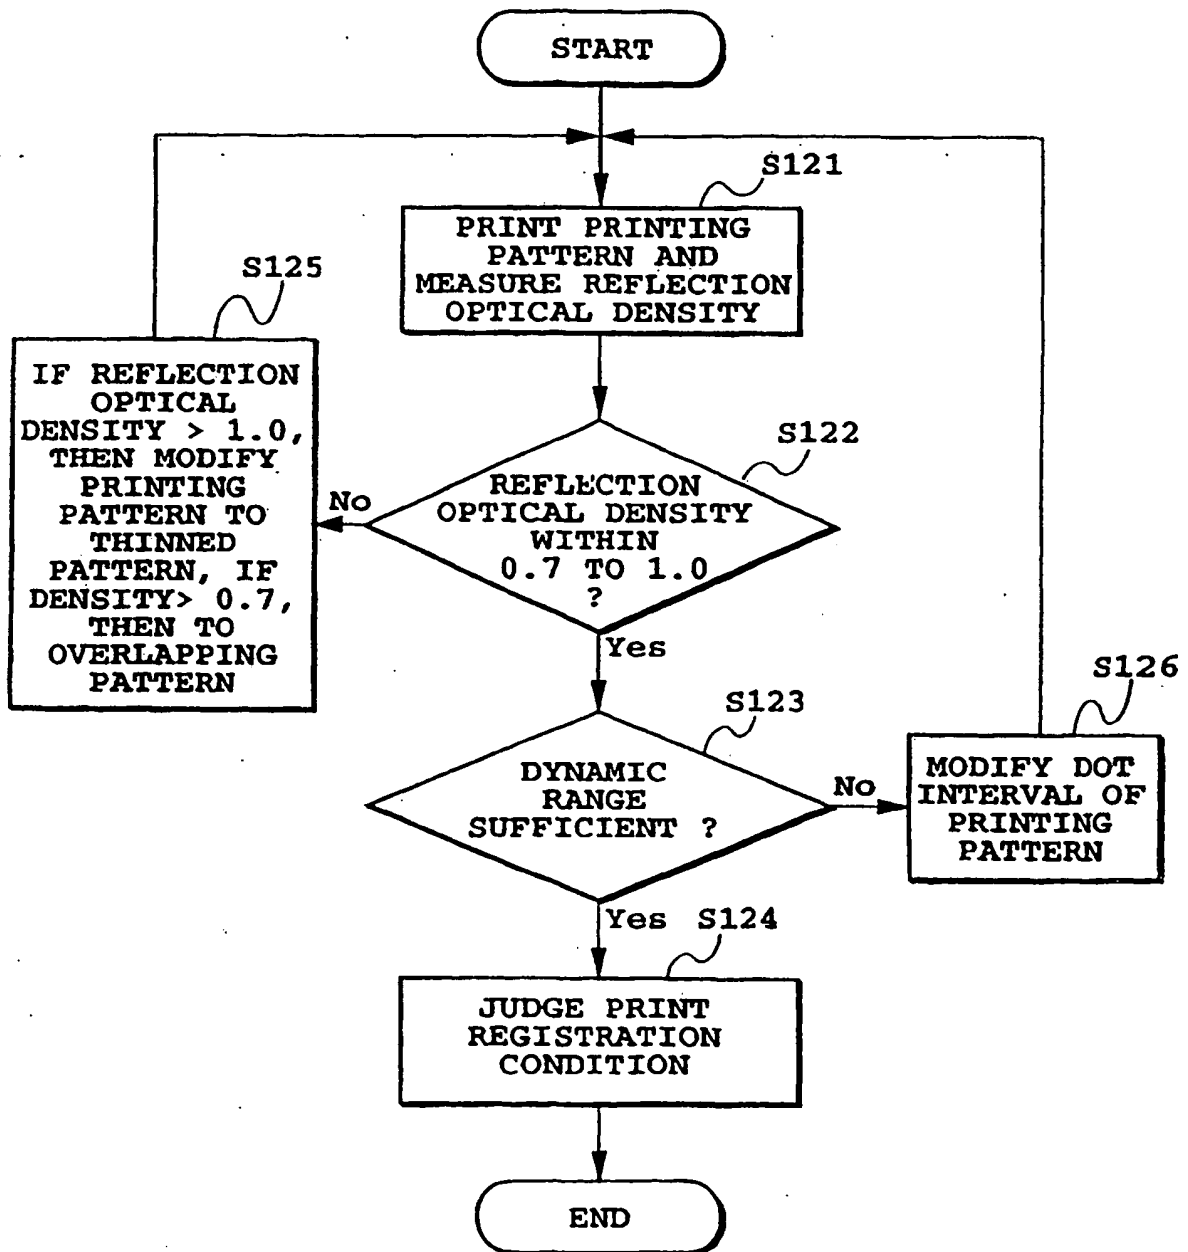 START
S121
PRINT PRINTING
PATTERN AND
MEASURE REFLECTION
OPTICAL DENSITY
S125
IF REFLECTION
OPTICAL
DENSITY > 1.0,
THEN MODIFY
PRINTING
PATTERN TO
THINNED
PATTERN, IF
DENSITY> 0.7,
THEN TO
OVERLAPPING
PATTERN
S122
No
REFLECTION
OPTICAL DENSITY
WITHIN
0.7 TO 1.0
?
Yes
S123
DYNAMIC
RANGE
SUFFICIENT ?
No
S126
MODIFY DOT
INTERVAL OF
PRINTING
PATTERN
Yes
S124
JUDGE PRINT
REGISTRATION
CONDITION
END